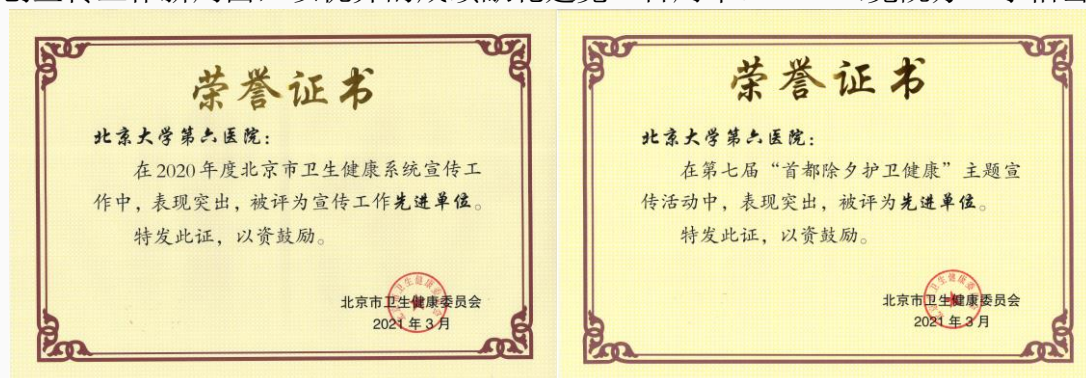 荣誉证书
北京大学第六医院：
在2020年度北京市卫生健康系统宣传工
作中，表现突出，被评为宣传工作先进单位。
特发此证，以资鼓励。
北京市卫生健康委员会
2021年3月
荣誉证书
北京大学第六医院：
在第七届“首都除夕护卫健康”主题宣
传活动中，表现突出，被评为先进单位。
特发此证，以资鼓励。
北京市卫生健康委员会
2021年3月